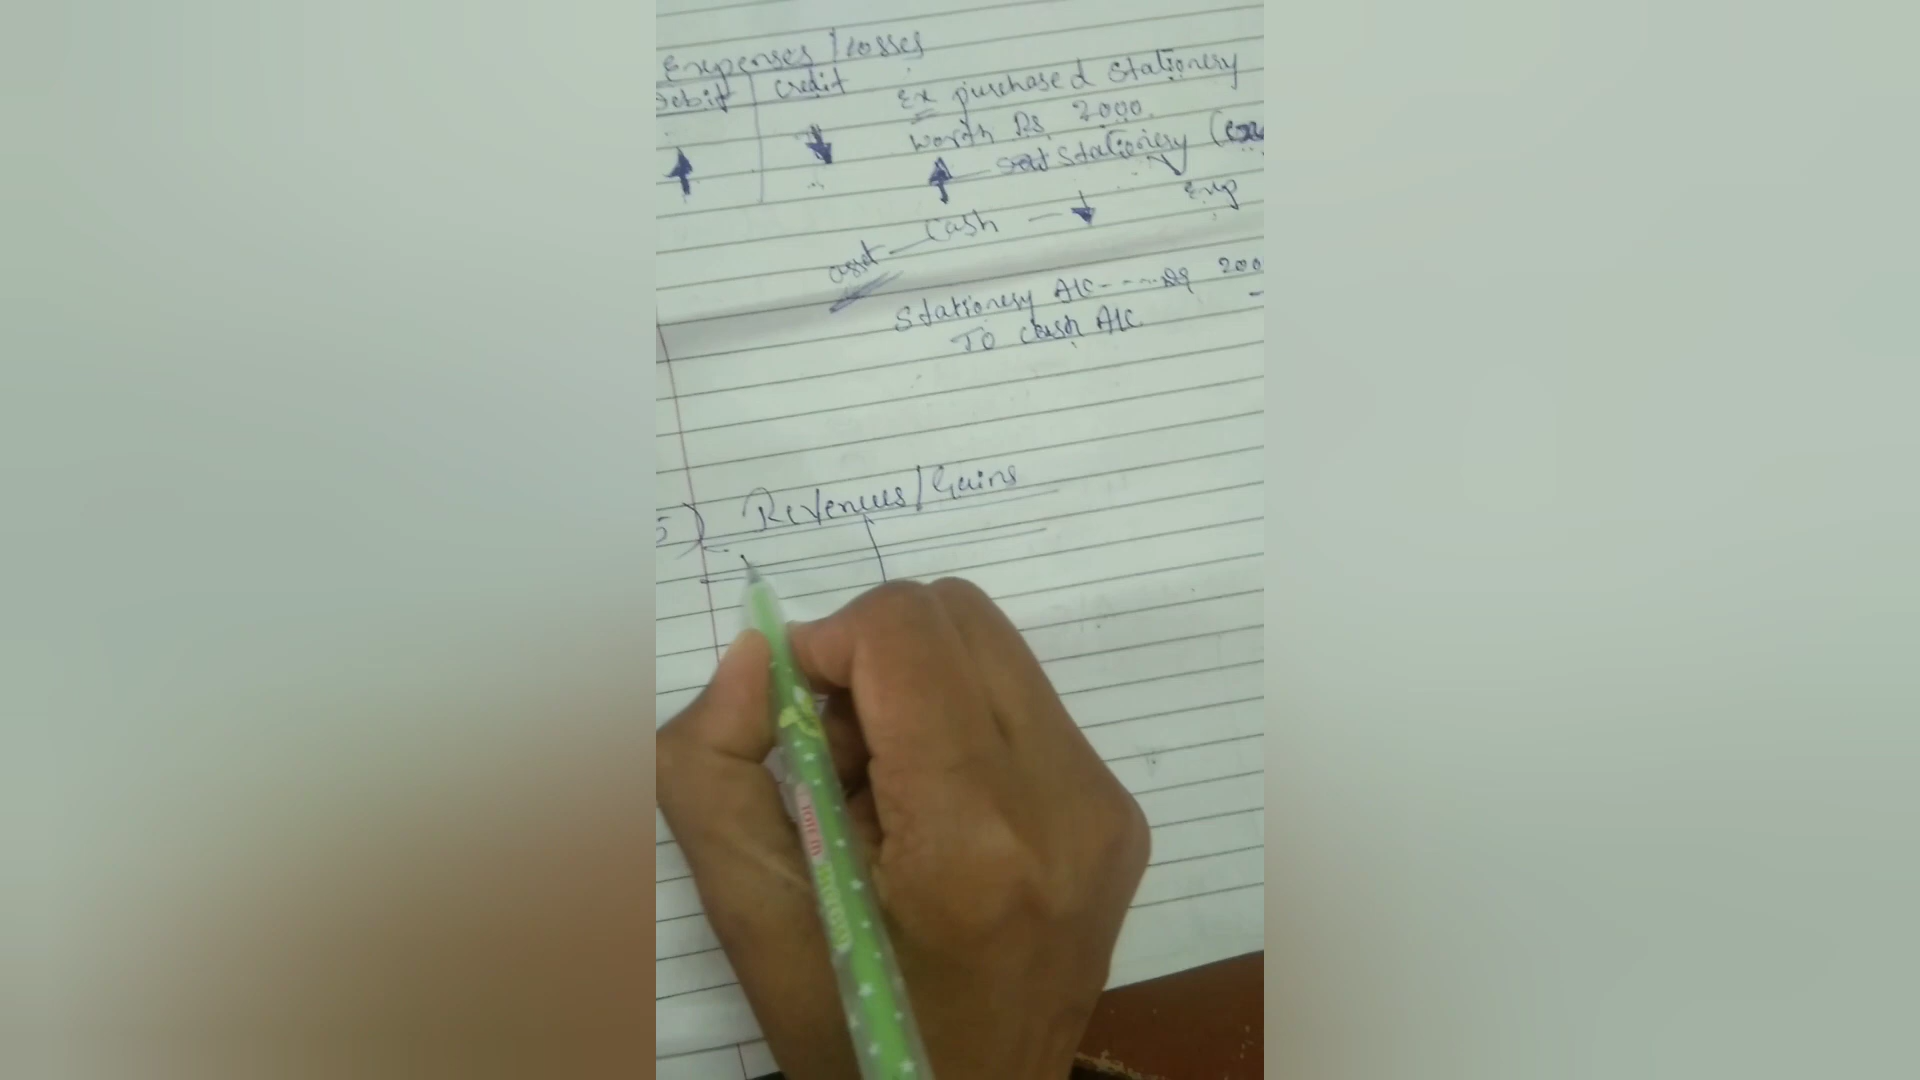 Expenses / losses
Debit credit
Ex purchased Stationery
worth Rs 2000
Stationery
Exp
Cash
asset
Stationery A/C 200
To Cash A/C
5) Revenues/Gains